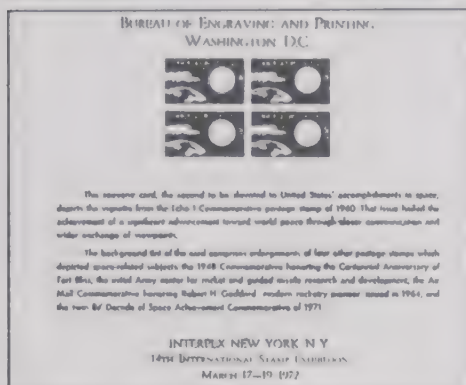 BUREAU OF ENGRAVING AND PRINTING
WASHINGTON D.C.
This souvenir card, the second to be devoted to United States' accomplishments in space,
depicts the vignette from the Echo I Commemorative postage stamp of 1960. That issue hailed the
achievement of a significant advancement toward world peace through closer communication and
wider exchange of viewpoints.
The background tint of the card comprises enlargements of four other postage stamps which
depicted space-related subjects the 1948 Commemorative honoring the Centennial Anniversary of
Fort Bliss, the initial Army center for rocket and guided missile research and development, the Air
Mail Commemorative honoring Robert H. Goddard modern rocketry pioneer issued in 1964, and
the two 8¢ Decade of Space Achievement Commemorative of 1971
INTERPEX NEW YORK N Y
14TH INTERNATIONAL STAMP EXHIBITION
MARCH 17–19 1972